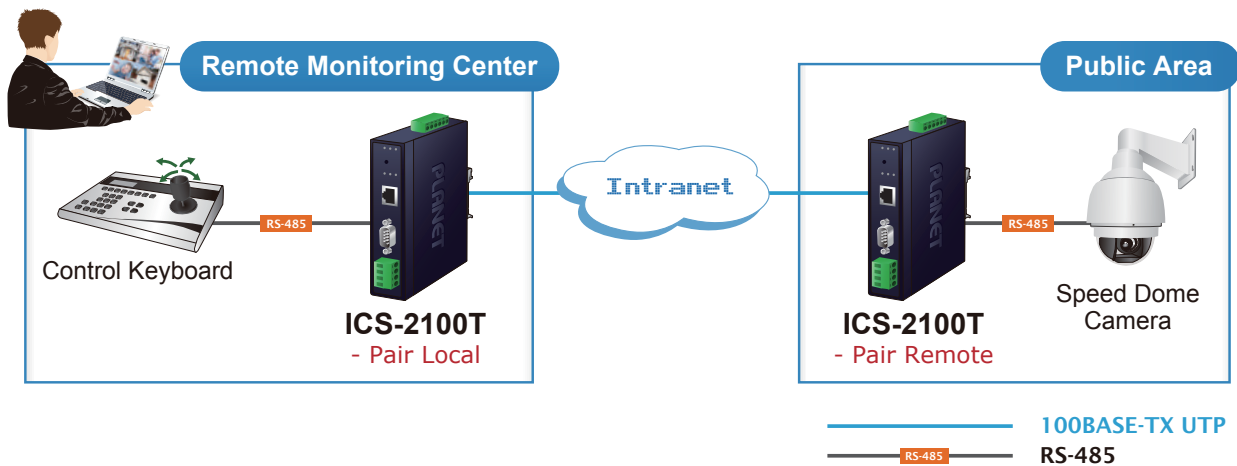 Remote Monitoring Center
Public Area
PLANET
Intranet
PLANET
RS-485
RS-485
Control Keyboard
ICS-2100T
- Pair Local
ICS-2100T
- Pair Remote
Speed Dome
Camera
100BASE-TX UTP
RS-485
RS-485